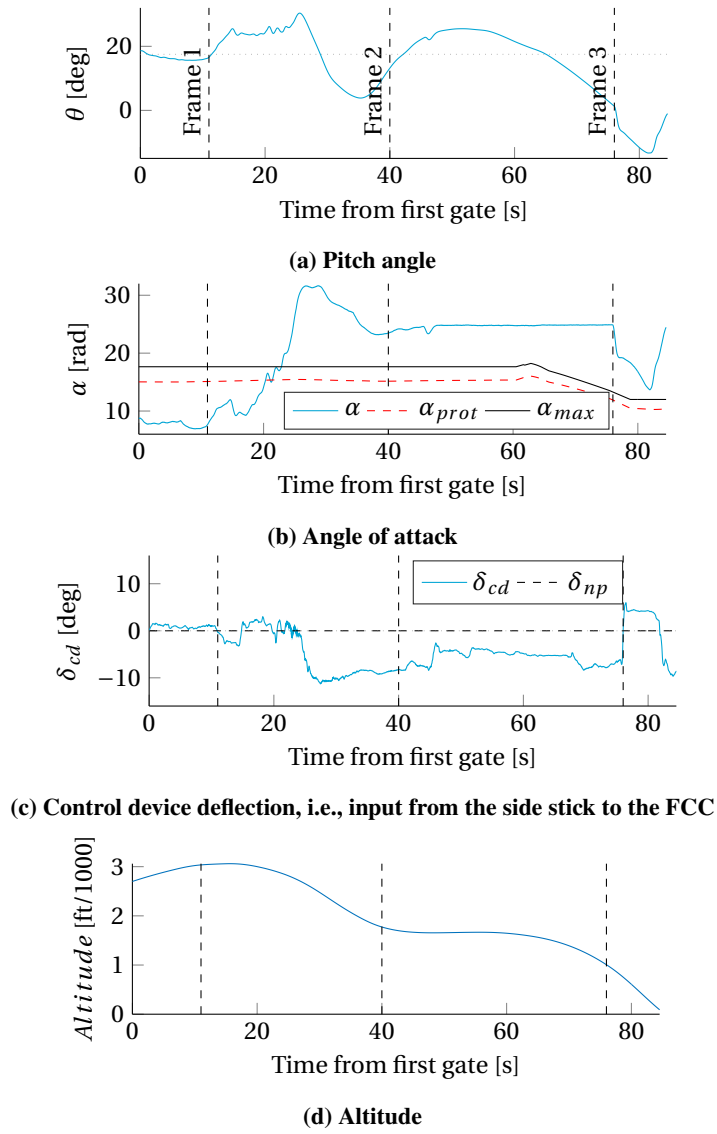 20
0
θ [deg]
Frame 1
Frame 2
Frame 3
0 20 40 60 80
Time from first gate [s]
(a) Pitch angle
30
20
10
α [rad]
α α_prot α_max
0 20 40 60 80
Time from first gate [s]
(b) Angle of attack
10
0
−10
δ_cd [deg]
δ_cd δ_np
0 20 40 60 80
Time from first gate [s]
(c) Control device deflection, i.e., input from the side stick to the FCC
3
2
1
0
Altitude [ft/1000]
0 20 40 60 80
Time from first gate [s]
(d) Altitude